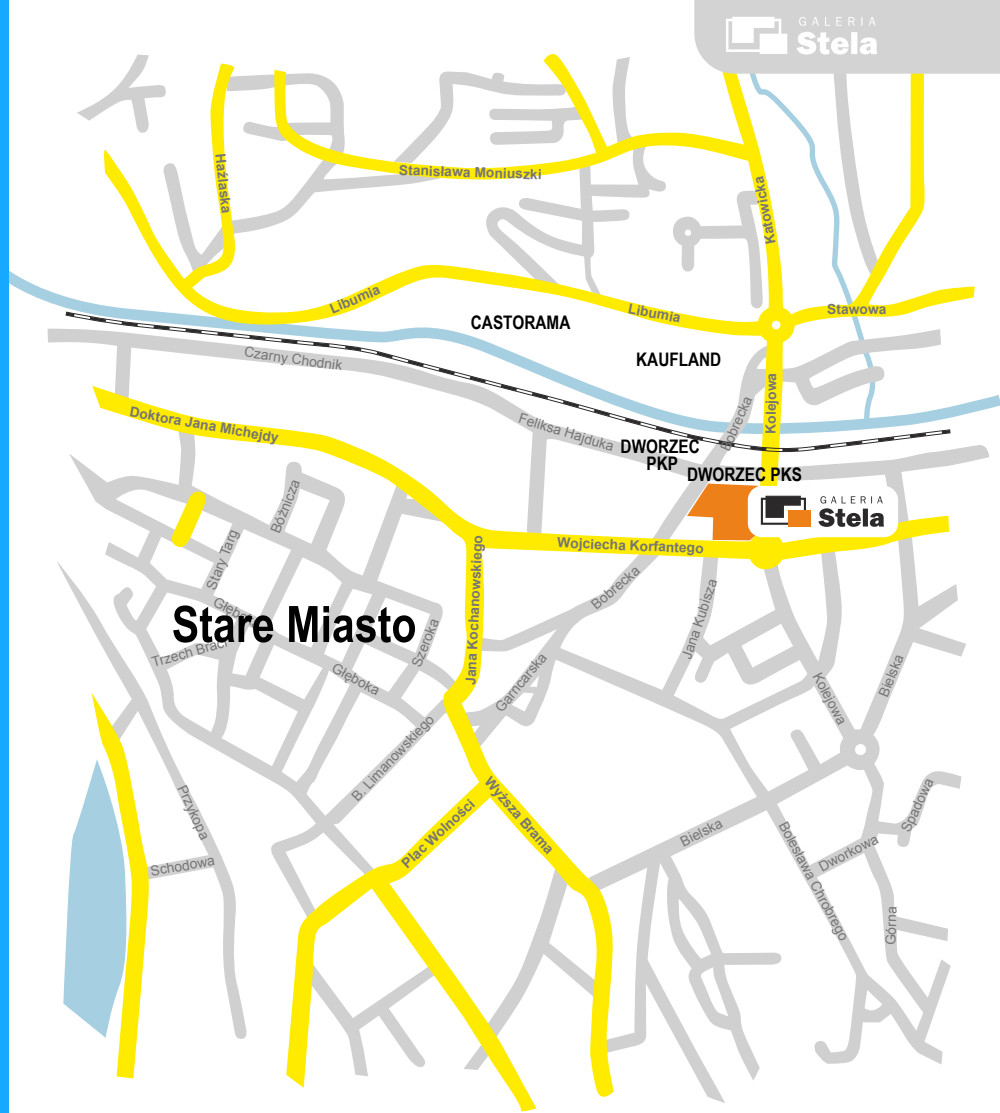 GALERIA
Stela
Haźlaska
Stanisława Moniuszki
Katowicka
Libumia
Libumia
Stawowa
CASTORAMA
KAUFLAND
Czarny Chodnik
Kolejowa
Bobrecka
Doktora Jana Michejdy
Feliksa Hajduka
DWORZEC
PKP
DWORZEC PKS
GALERIA
Stela
Bóźnicza
Stary Targ
Wojciecha Korfantego
Jana Kochanowskiego
Bobrecka
Jana Kubisza
Głęboka
Stare Miasto
Szeroka
Trzech Braci
Głęboka
Garncarska
Kolejowa
Bielska
B. Limanowskiego
Przykopa
Wyższa Brama
Plac Wolności
Bielska
Spadowa
Bolesława Chrobrego
Dworkowa
Schodowa
Górna